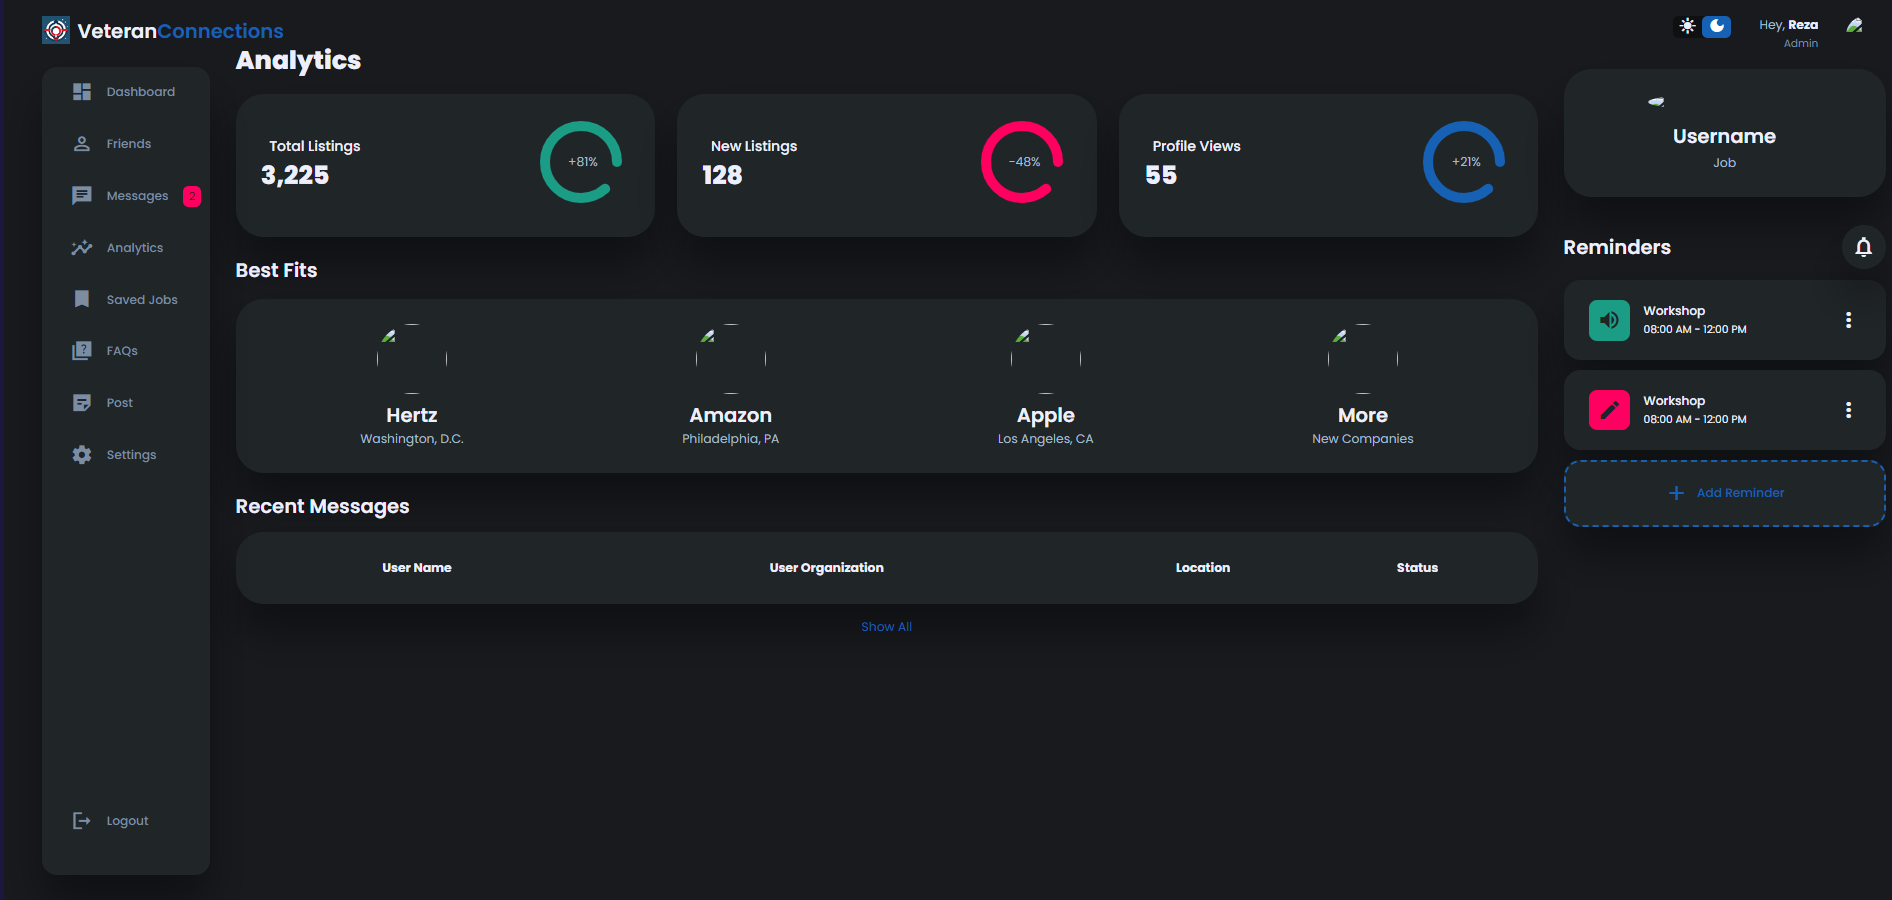 VeteranConnections
Hey, Reza
Admin
Dashboard
Friends
Messages 2
Analytics
Saved Jobs
FAQs
Post
Settings
Logout
Analytics
Total Listings
3,225
+81%
New Listings
128
-48%
Profile Views
55
+21%
Best Fits
Hertz
Washington, D.C.
Amazon
Philadelphia, PA
Apple
Los Angeles, CA
More
New Companies
Recent Messages
User Name User Organization Location Status
Show All
Username
Job
Reminders
Workshop
08:00 AM - 12:00 PM
Workshop
08:00 AM - 12:00 PM
Add Reminder